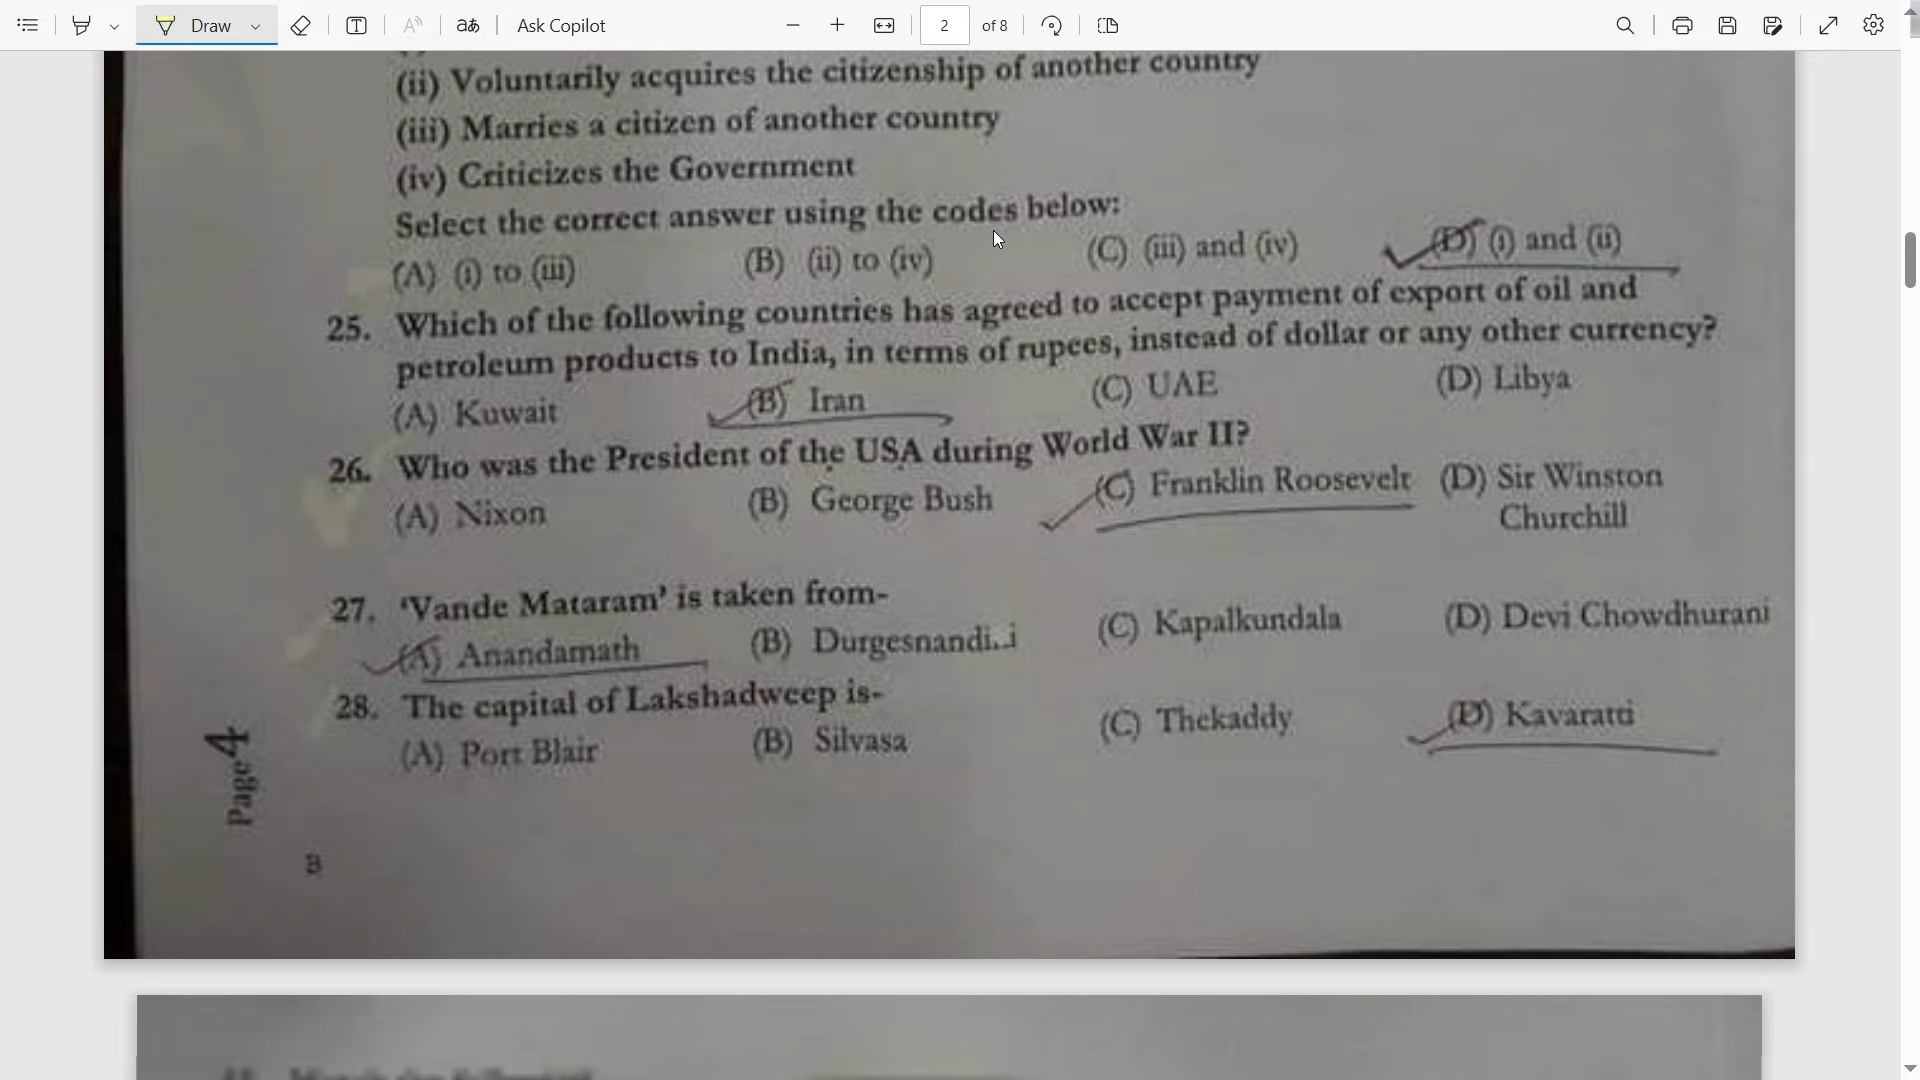 Draw
Ask Copilot
2 of 8
(ii) Voluntarily acquires the citizenship of another country
(iii) Marries a citizen of another country
(iv) Criticizes the Government
Select the correct answer using the codes below:
(A) (i) to (iii) (B) (ii) to (iv) (C) (iii) and (iv) (D) (i) and (ii)
25. Which of the following countries has agreed to accept payment of export of oil and
petroleum products to India, in terms of rupees, instead of dollar or any other currency?
(A) Kuwait (B) Iran (C) UAE (D) Libya
26. Who was the President of the USA during World War II?
(A) Nixon (B) George Bush (C) Franklin Roosevelt (D) Sir Winston
Churchill
27. 'Vande Mataram' is taken from-
(A) Anandamath (B) Durgesnandi..i (C) Kapalkundala (D) Devi Chowdhurani
28. The capital of Lakshadweep is-
(A) Port Blair (B) Silvasa (C) Thekaddy (D) Kavaratti
Page 4
B